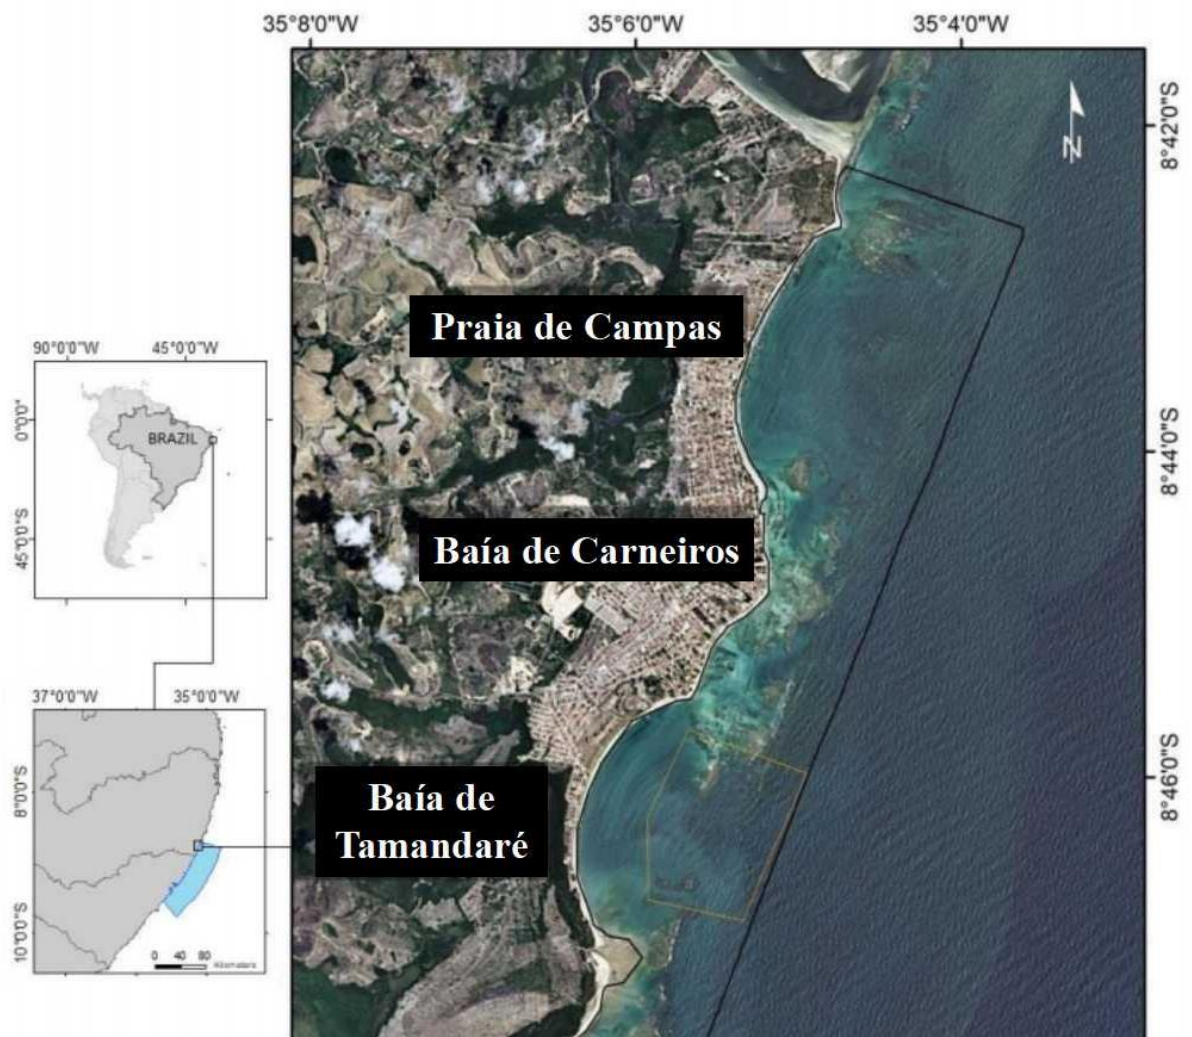 35°8'0"W
35°6'0"W
35°4'0"W
8°42'0"S
N
Praia de Campas
90°0'0"W
45°0'0"W
0°0'0"
BRAZIL
8°44'0"S
45°0'0"S
Baía de Carneiros
37°0'0"W
35°0'0"W
8°46'0"S
8°0'0"S
Baía de
Tamandaré
10°0'0"S
0 40 80
Kilometers